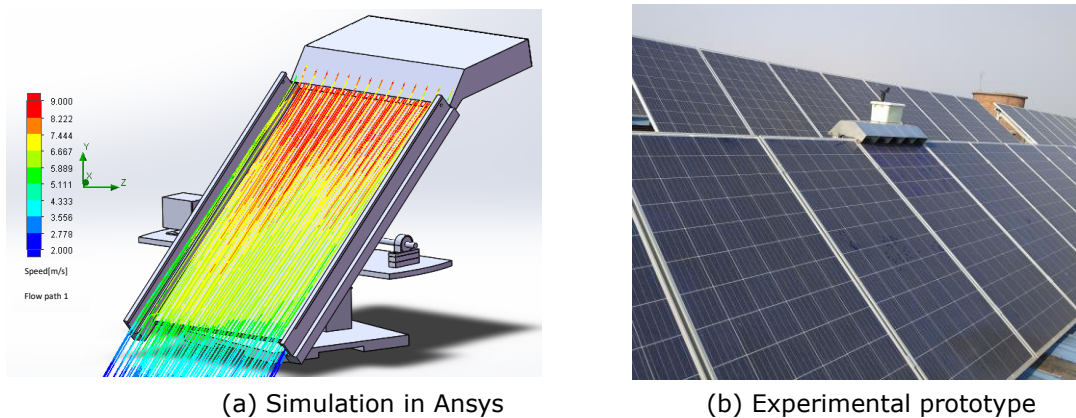 9.000
8.222
7.444
6.667
5.889
5.111
4.333
3.556
2.778
2.000
Speed[m/s]
Flow path 1
Y
X
Z
(a) Simulation in Ansys
(b) Experimental prototype